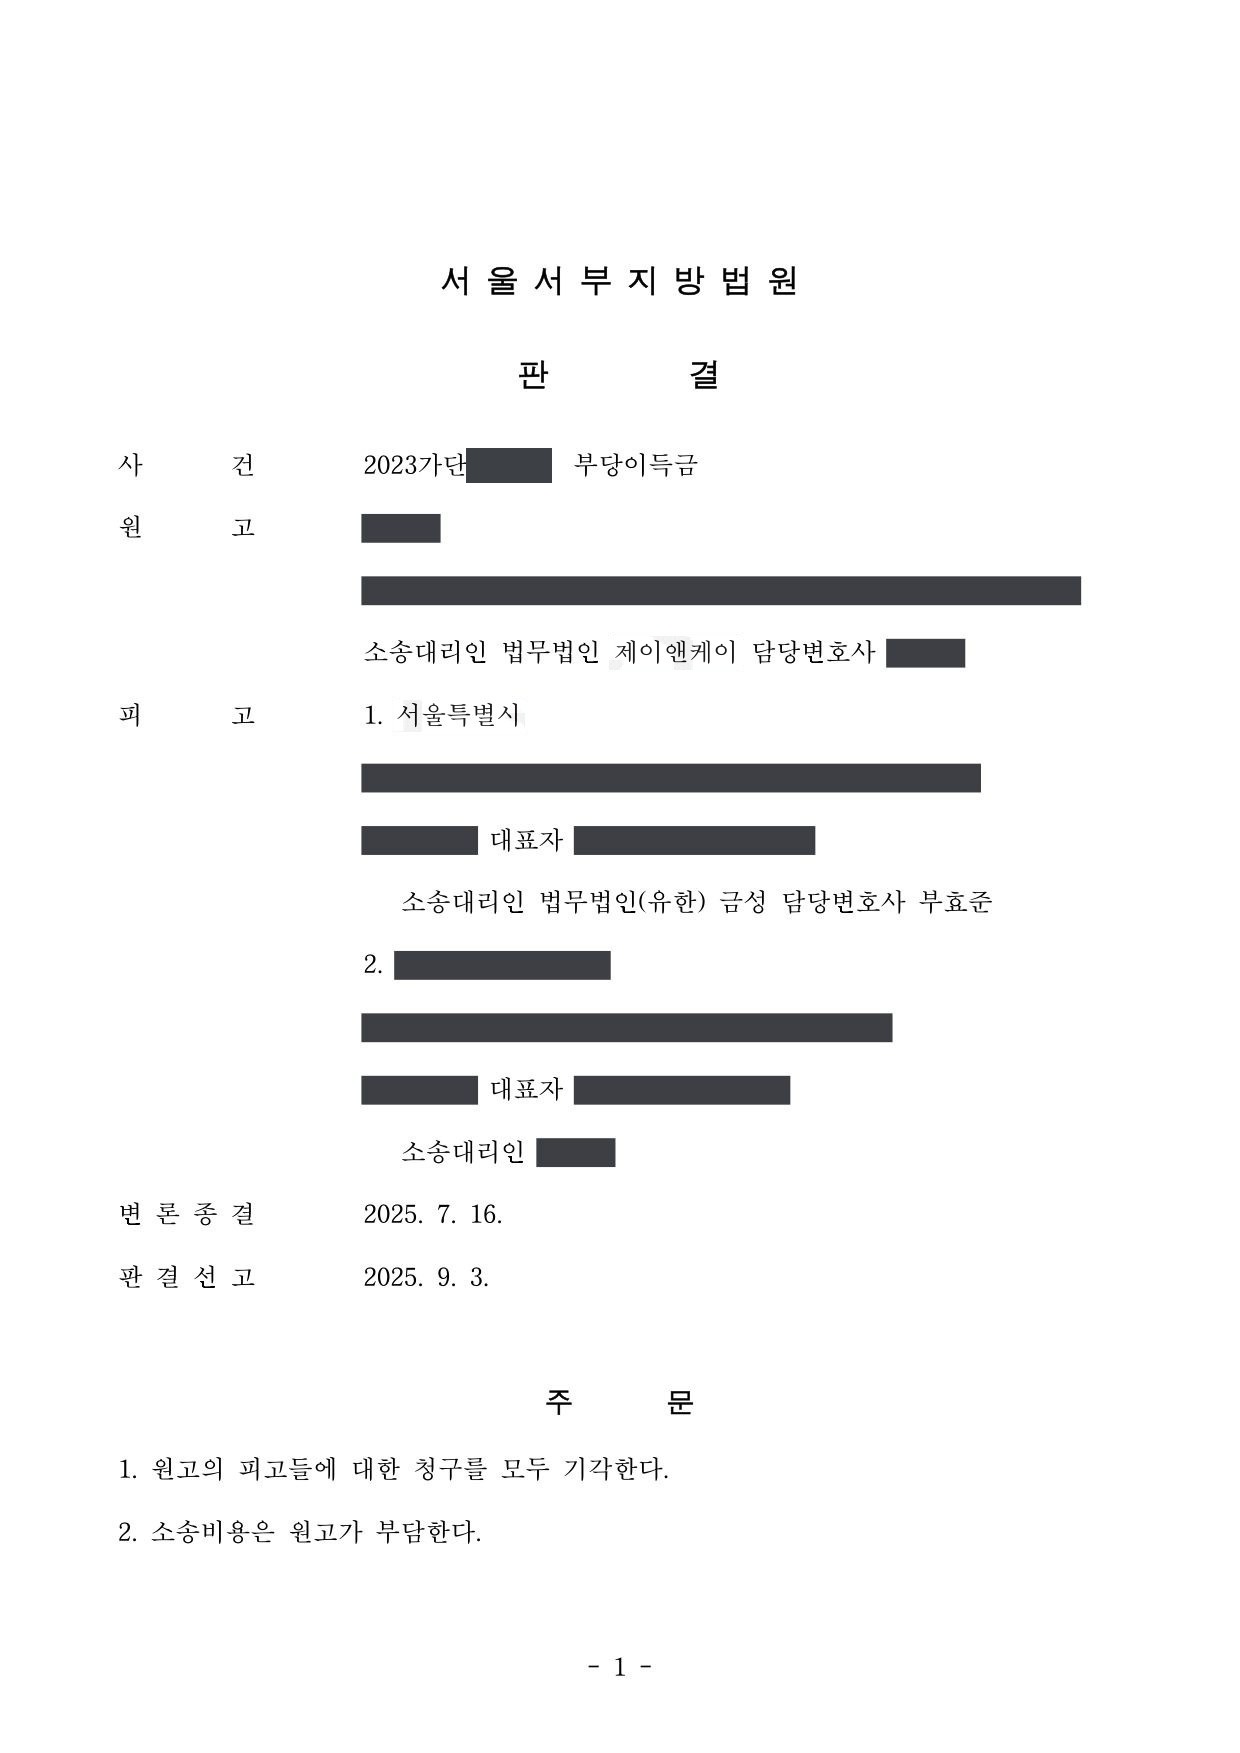 서울서부지방법원
판 결
사 건 2023가단 부당이득금
원 고
소송대리인 법무법인 제이앤케이 담당변호사
피 고 1. 서울특별시
대표자
소송대리인 법무법인(유한) 금성 담당변호사 부효준
2.
대표자
소송대리인
변론종결 2025. 7. 16.
판결선고 2025. 9. 3.
주 문
1. 원고의 피고들에 대한 청구를 모두 기각한다.
2. 소송비용은 원고가 부담한다.
- 1 -